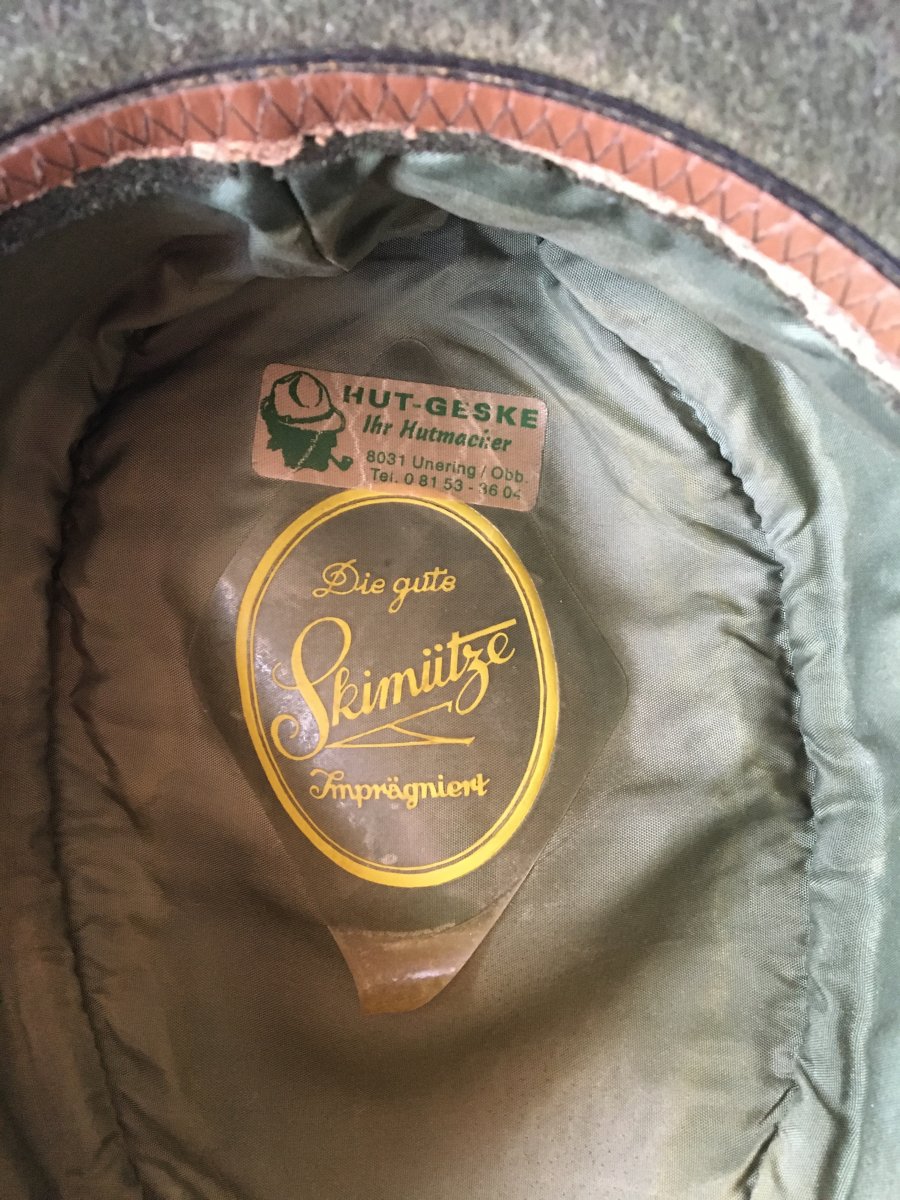 HUT-GESKE
Ihr Hutmacher
8031 Unering / Obb.
Tel. 0 81 53 - 36 04
Die gute
Skimütze
Imprägniert